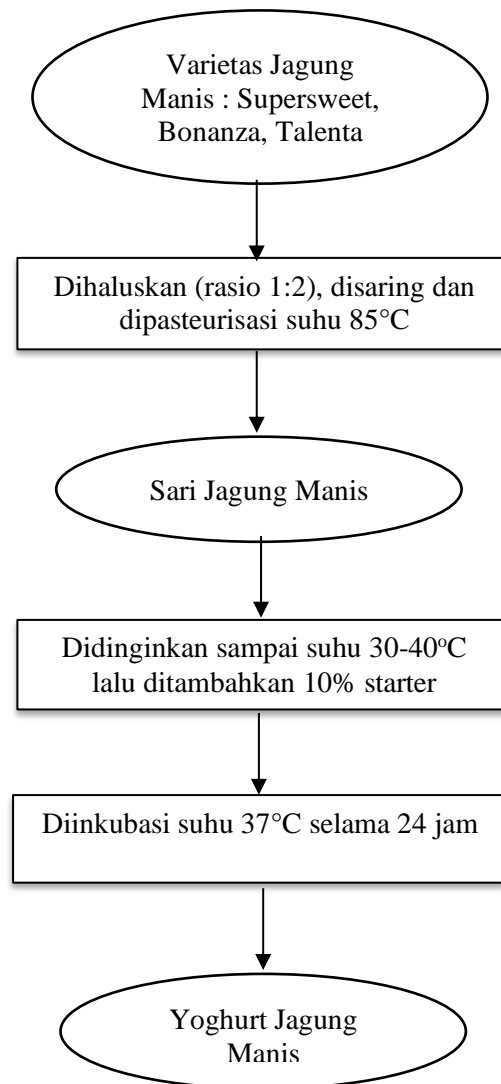 Varietas Jagung
Manis : Supersweet,
Bonanza, Talenta
Dihaluskan (rasio 1:2), disaring dan
dipasteurisasi suhu 85°C
Sari Jagung Manis
Didinginkan sampai suhu 30-40°C
lalu ditambahkan 10% starter
Diinkubasi suhu 37°C selama 24 jam
Yoghurt Jagung
Manis